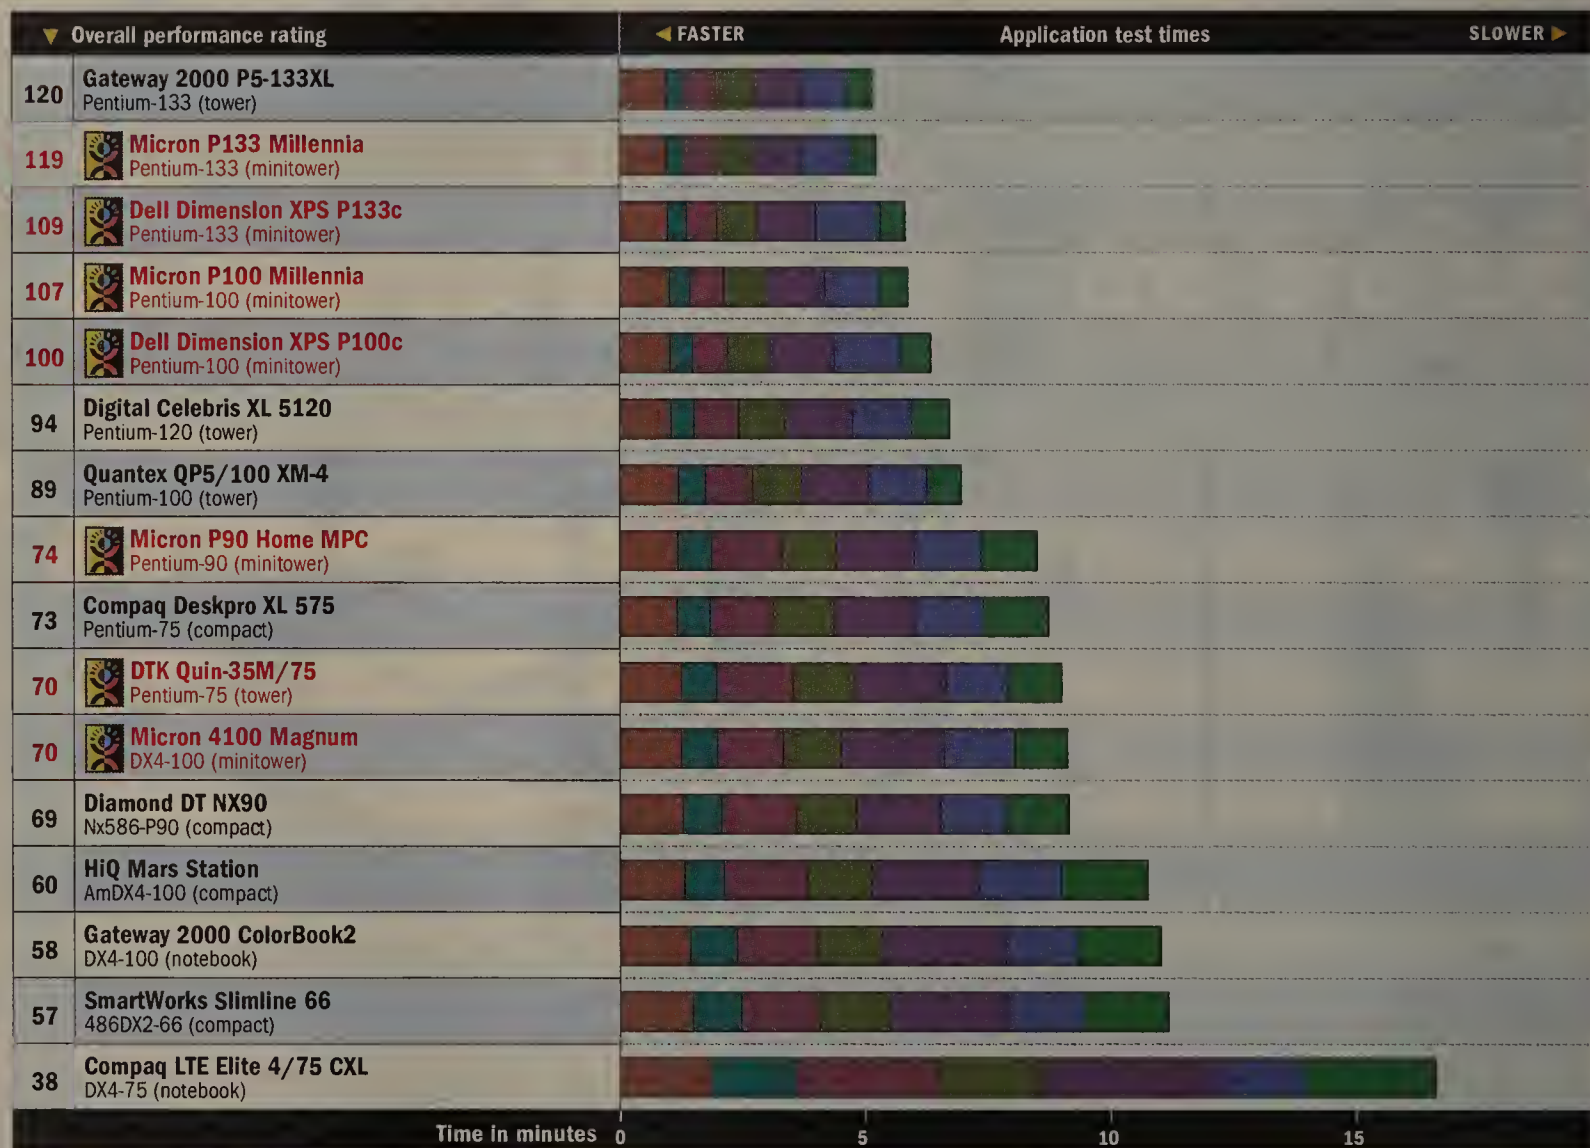 ▼ Overall performance rating
◀ FASTER Application test times SLOWER ▶
120 Gateway 2000 P5-133XL
Pentium-133 (tower)
119 Micron P133 Millennia
Pentium-133 (minitower)
109 Dell Dimension XPS P133c
Pentium-133 (minitower)
107 Micron P100 Millennia
Pentium-100 (minitower)
100 Dell Dimension XPS P100c
Pentium-100 (minitower)
94 Digital Celebris XL 5120
Pentium-120 (tower)
89 Quantex QP5/100 XM-4
Pentium-100 (tower)
74 Micron P90 Home MPC
Pentium-90 (minitower)
73 Compaq Deskpro XL 575
Pentium-75 (compact)
70 DTK Quin-35M/75
Pentium-75 (tower)
70 Micron 4100 Magnum
DX4-100 (minitower)
69 Diamond DT NX90
Nx586-P90 (compact)
60 HiQ Mars Station
AmDX4-100 (compact)
58 Gateway 2000 ColorBook2
DX4-100 (notebook)
57 SmartWorks Slimline 66
486DX2-66 (compact)
38 Compaq LTE Elite 4/75 CXL
DX4-75 (notebook)
Time in minutes 0 5 10 15